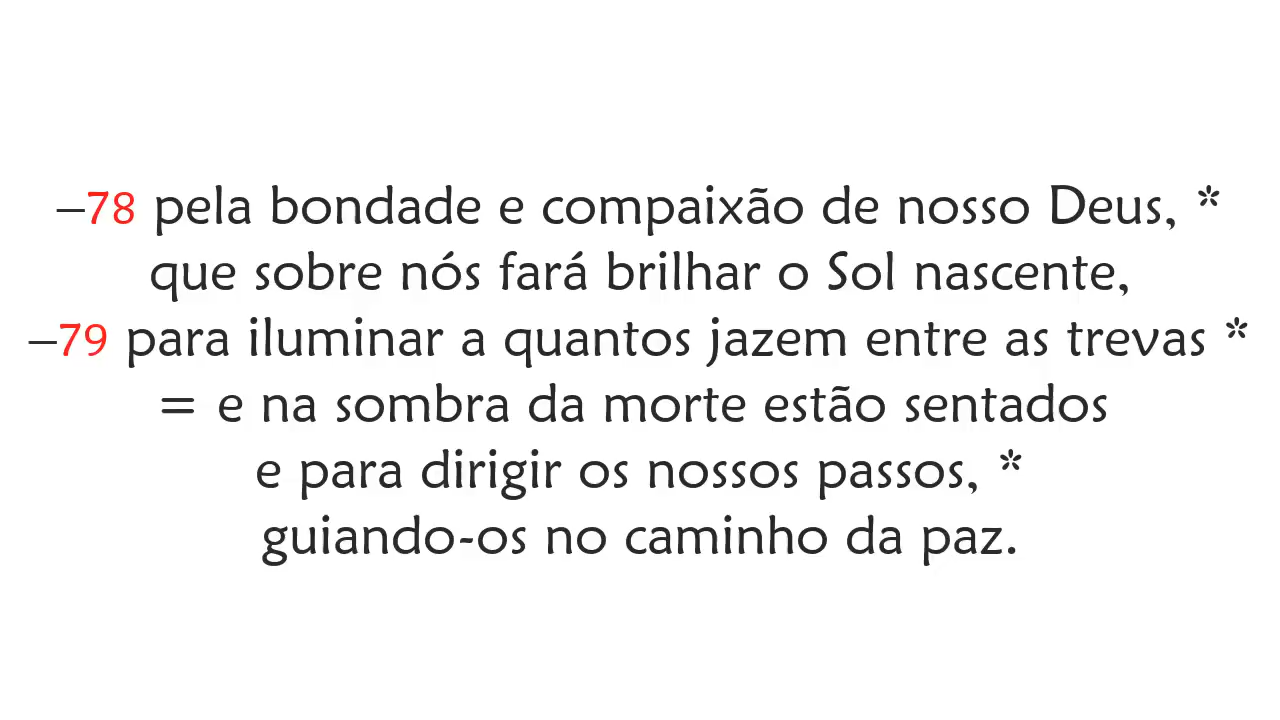 –78 pela bondade e compaixão de nosso Deus, *
que sobre nós fará brilhar o Sol nascente,
–79 para iluminar a quantos jazem entre as trevas *
= e na sombra da morte estão sentados
e para dirigir os nossos passos, *
guiando-os no caminho da paz.